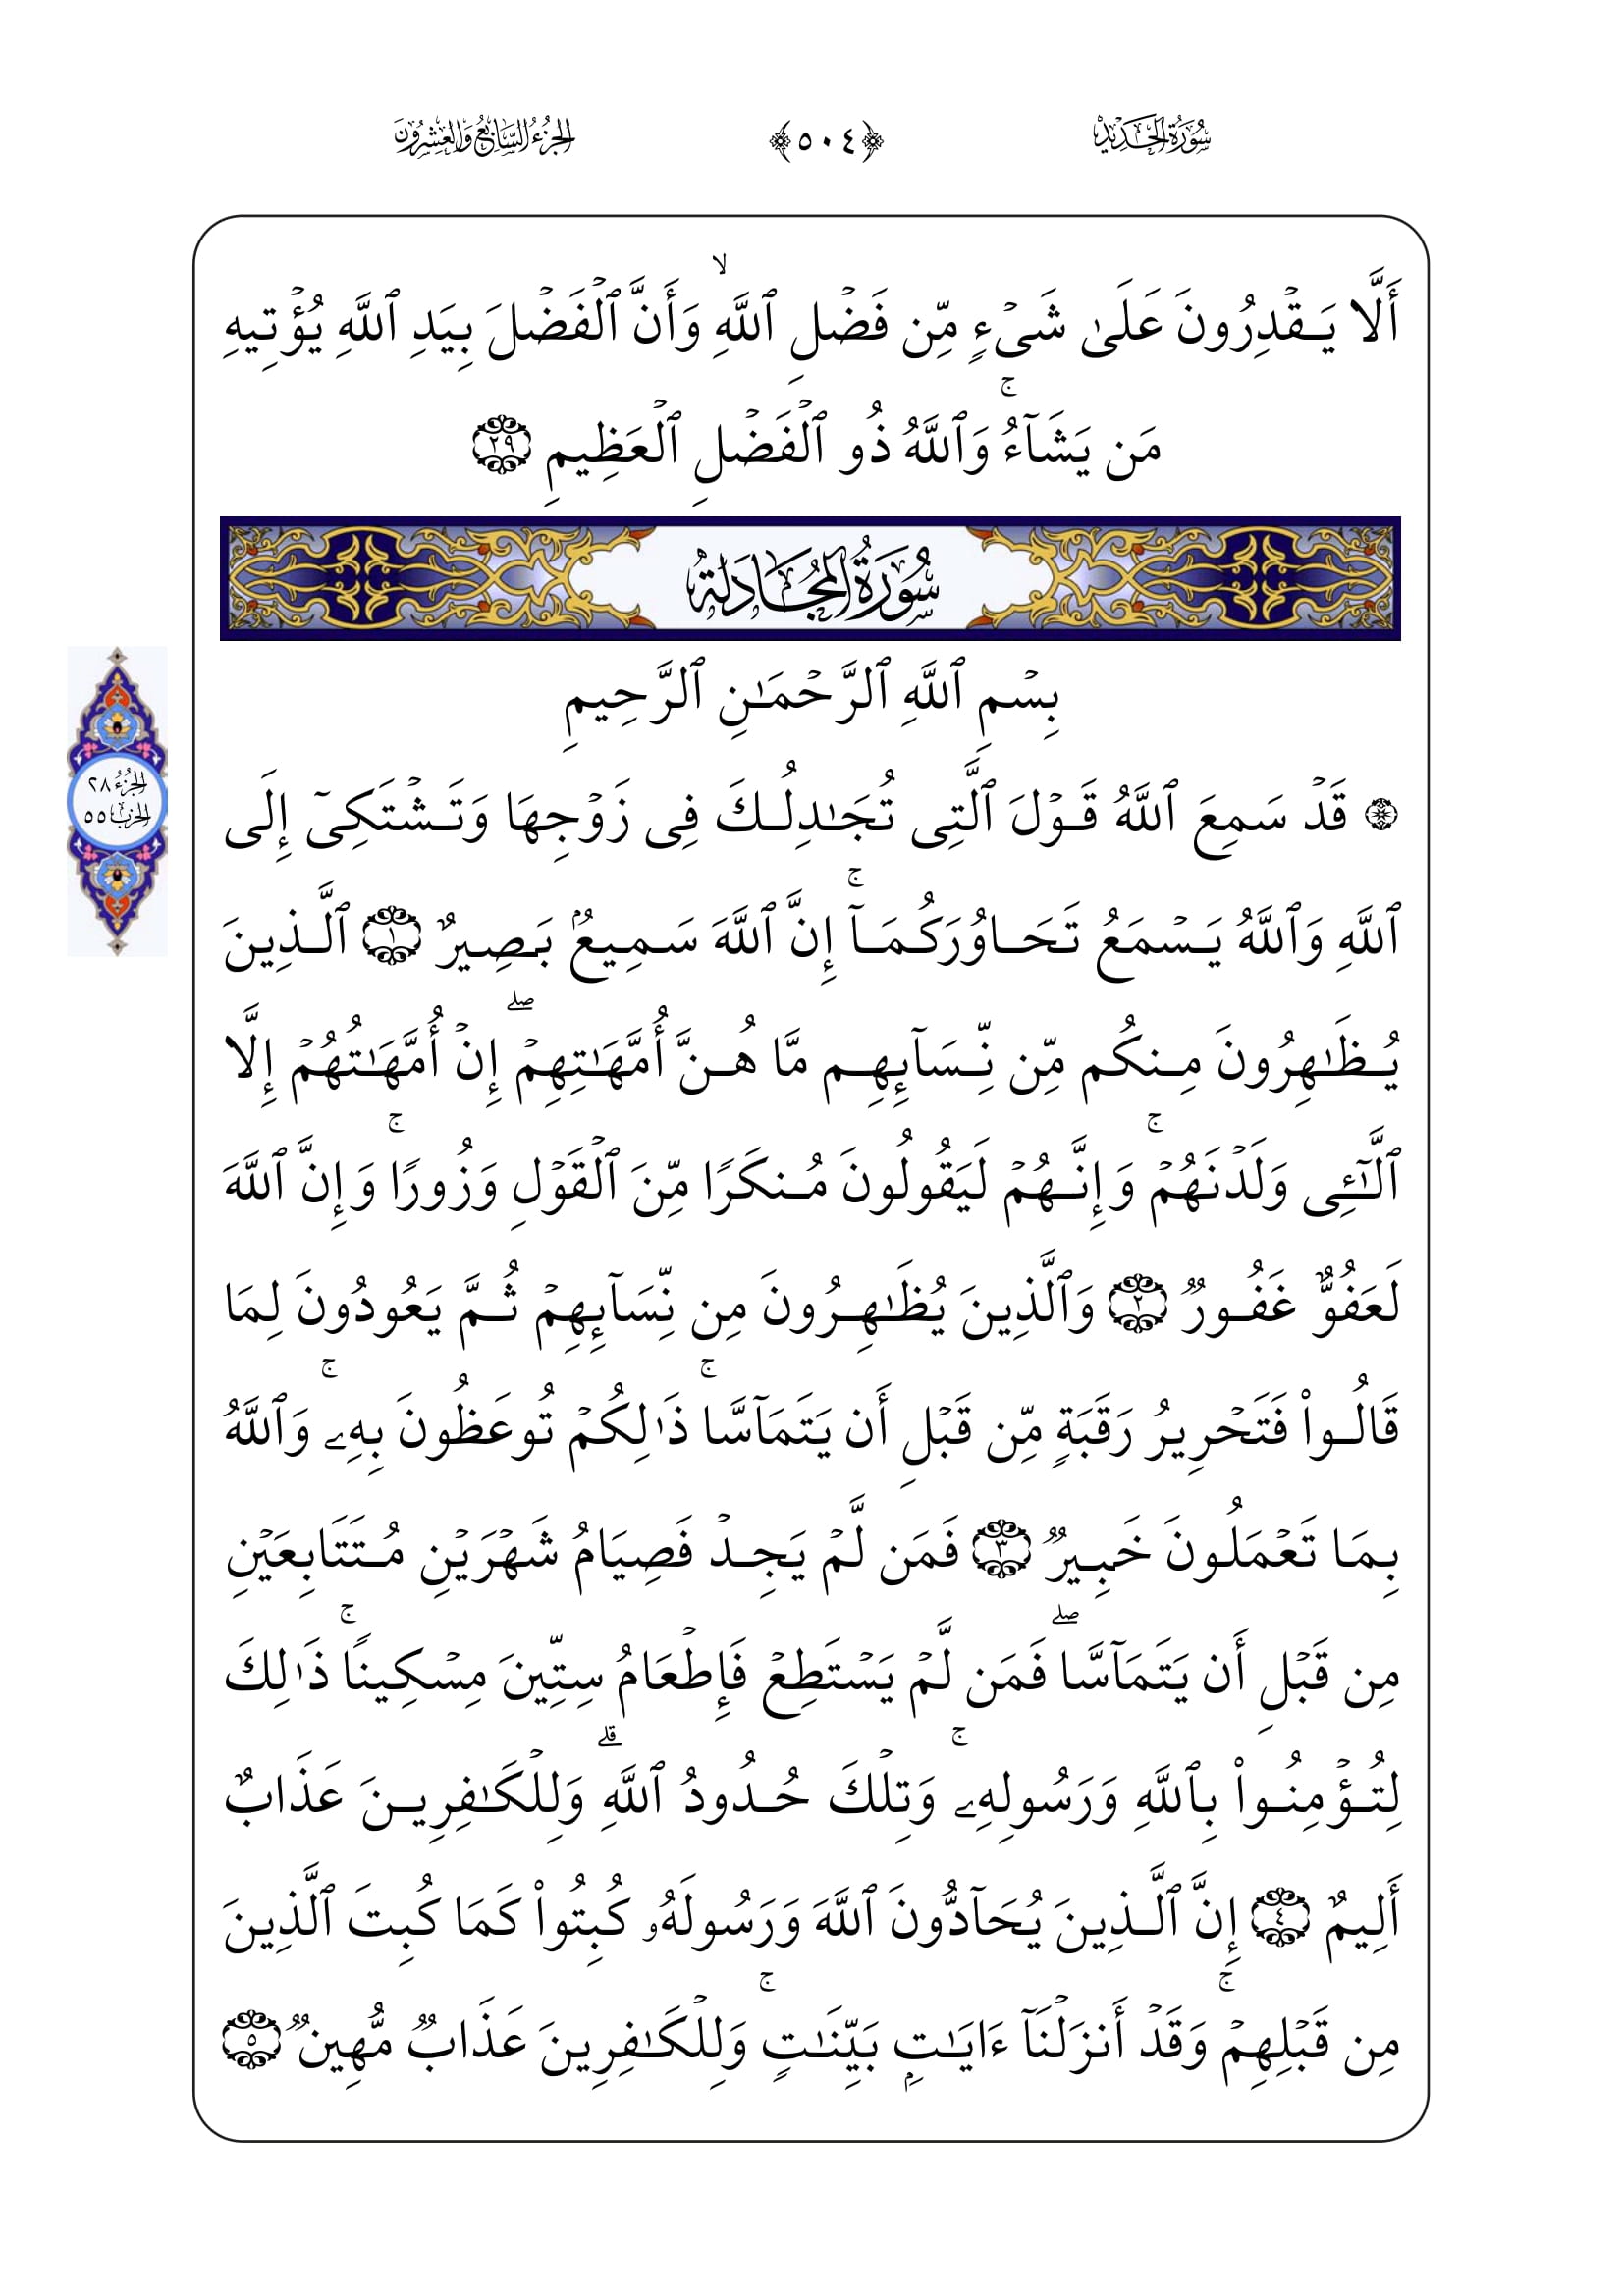 سُورَةُ الحَدِيدِ ﴿٥٠٤﴾ الجُزْءُ السَّابِعُ وَالعِشْرُونَ
أَلَّا يَقۡدِرُونَ عَلَىٰ شَىۡءٍ مِّن فَضۡلِ ٱللَّهِۙ وَأَنَّ ٱلۡفَضۡلَ بِيَدِ ٱللَّهِ يُؤۡتِيهِ
مَن يَشَآءُۚ وَٱللَّهُ ذُو ٱلۡفَضۡلِ ٱلۡعَظِيمِ ٢٩
سُورَةُ المُجَادَلَةِ
بِسۡمِ ٱللَّهِ ٱلرَّحۡمَـٰنِ ٱلرَّحِيمِ
الجُزْءُ ٢٨
الحِزْبُ ٥٥
۞ قَدۡ سَمِعَ ٱللَّهُ قَوۡلَ ٱلَّتِى تُجَـٰدِلُكَ فِى زَوۡجِهَا وَتَشۡتَكِىٓ إِلَى
ٱللَّهِ وَٱللَّهُ يَسۡمَعُ تَحَاوُرَكُمَآۚ إِنَّ ٱللَّهَ سَمِيعُۢ بَصِيرٌ ١ ٱلَّذِينَ
يُظَـٰهِرُونَ مِنكُم مِّن نِّسَآئِهِم مَّا هُنَّ أُمَّهَـٰتِهِمۡۖ إِنۡ أُمَّهَـٰتُهُمۡ إِلَّا
ٱلَّـٰٓـِٔى وَلَدۡنَهُمۡۚ وَإِنَّهُمۡ لَيَقُولُونَ مُنكَرًا مِّنَ ٱلۡقَوۡلِ وَزُورًاۚ وَإِنَّ ٱللَّهَ
لَعَفُوٌّ غَفُورٌ ٢ وَٱلَّذِينَ يُظَـٰهِرُونَ مِن نِّسَآئِهِمۡ ثُمَّ يَعُودُونَ لِمَا
قَالُوا۟ فَتَحۡرِيرُ رَقَبَةٍ مِّن قَبۡلِ أَن يَتَمَآسَّاۚ ذَٰلِكُمۡ تُوعَظُونَ بِهِۦۚ وَٱللَّهُ
بِمَا تَعۡمَلُونَ خَبِيرٌ ٣ فَمَن لَّمۡ يَجِدۡ فَصِيَامُ شَهۡرَيۡنِ مُتَتَابِعَيۡنِ
مِن قَبۡلِ أَن يَتَمَآسَّاۖ فَمَن لَّمۡ يَسۡتَطِعۡ فَإِطۡعَامُ سِتِّينَ مِسۡكِينًاۚ ذَٰلِكَ
لِتُؤۡمِنُوا۟ بِٱللَّهِ وَرَسُولِهِۦۚ وَتِلۡكَ حُدُودُ ٱللَّهِۗ وَلِلۡكَـٰفِرِينَ عَذَابٌ
أَلِيمٌ ٤ إِنَّ ٱلَّذِينَ يُحَآدُّونَ ٱللَّهَ وَرَسُولَهُۥ كُبِتُوا۟ كَمَا كُبِتَ ٱلَّذِينَ
مِن قَبۡلِهِمۡۚ وَقَدۡ أَنزَلۡنَآ ءَايَـٰتِۭ بَيِّنَـٰتٍۚ وَلِلۡكَـٰفِرِينَ عَذَابٌ مُّهِينٌ ٥